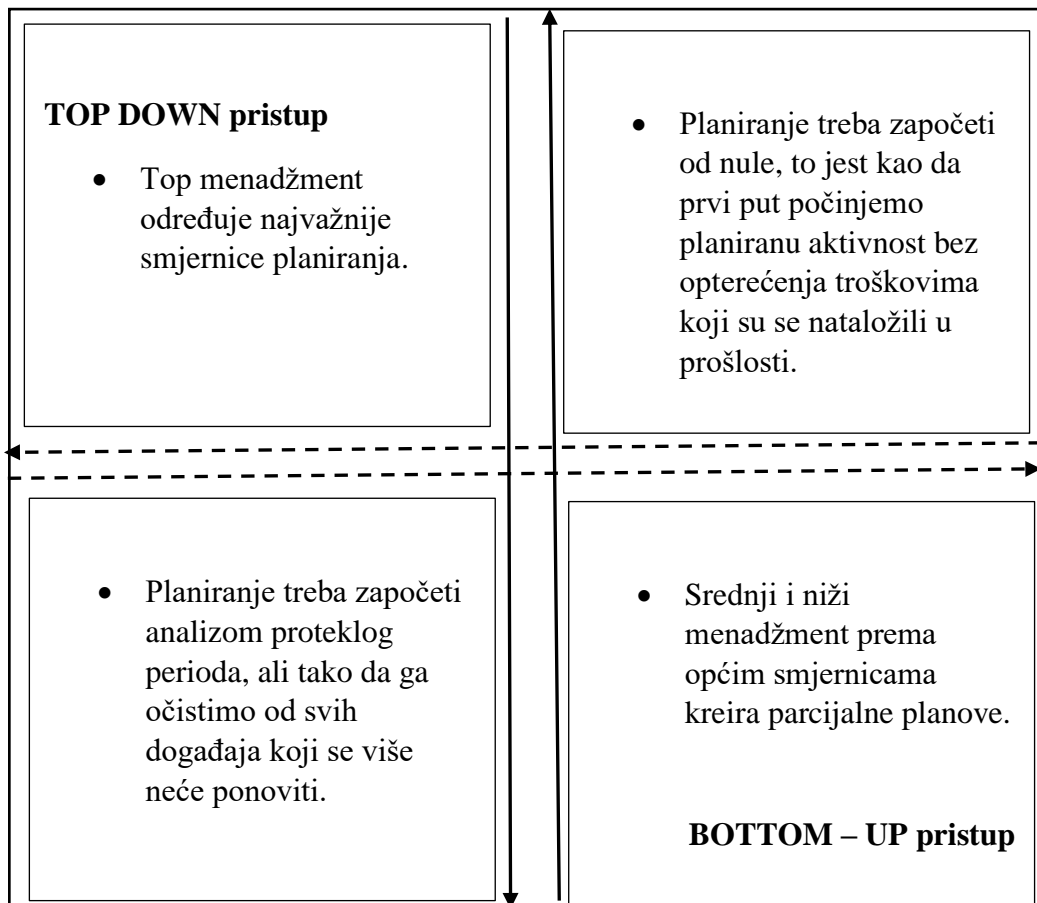 TOP DOWN pristup
• Top menadžment
određuje najvažnije
smjernice planiranja.
• Planiranje treba započeti
od nule, to jest kao da
prvi put počinjemo
planiranu aktivnost bez
opterećenja troškovima
koji su se nataložili u
prošlosti.
• Planiranje treba započeti
analizom proteklog
perioda, ali tako da ga
očistimo od svih
događaja koji se više
neće ponoviti.
• Srednji i niži
menadžment prema
općim smjernicama
kreira parcijalne planove.
BOTTOM – UP pristup